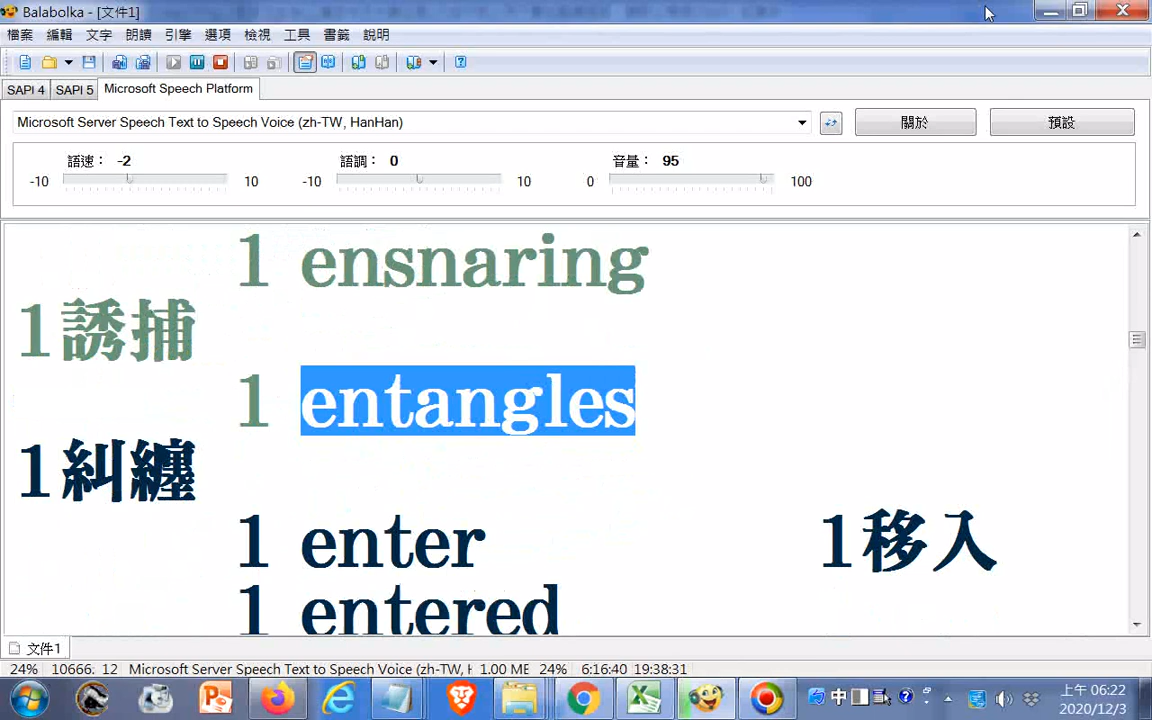 Balabolka - [文件1]
檔案 編輯 文字 朗讀 引擎 選項 檢視 工具 書籤 說明
SAPI 4 SAPI 5 Microsoft Speech Platform
Microsoft Server Speech Text to Speech Voice (zh-TW, HanHan) 關於 預設
語速： -2 語調： 0 音量： 95
-10 10 -10 10 0 100
1 ensnaring
1誘捕
1 entangles
1糾纏
1 enter 1移入
1 entered
文件1
24% 10666: 12 Microsoft Server Speech Text to Speech Voice (zh-TW, H 1.00 ME 24% 6:16:40 19:38:31
中 上午 06:22
2020/12/3